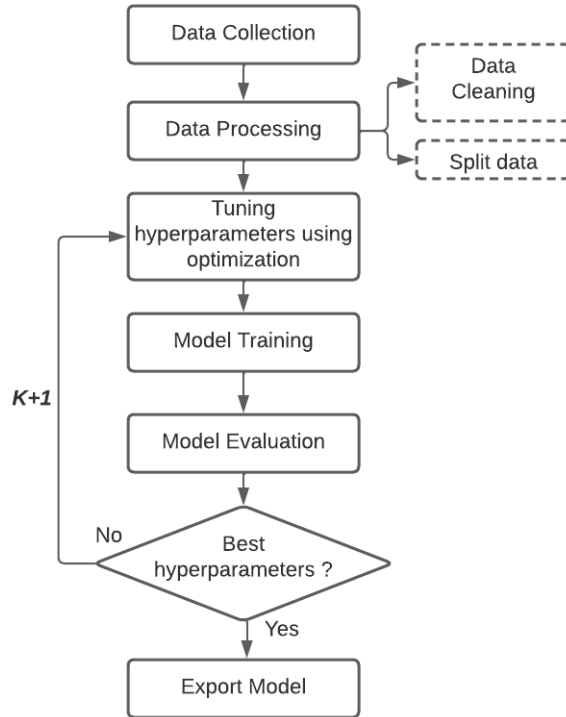 Data Collection
Data
Cleaning
Data Processing
Split data
Tuning
hyperparameters using
optimization
Model Training
K+1
Model Evaluation
No
Best
hyperparameters ?
Yes
Export Model